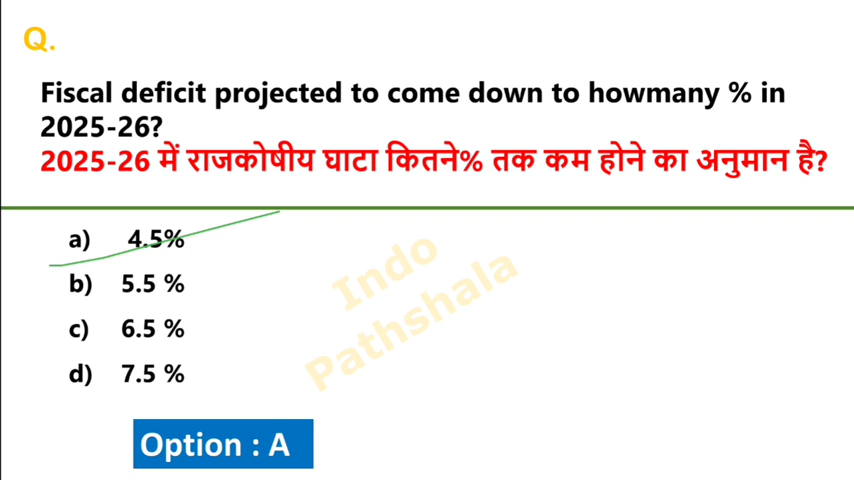 Q.
Fiscal deficit projected to come down to howmany % in
2025-26?
2025-26 में राजकोषीय घाटा कितने% तक कम होने का अनुमान है?
a) 4.5%
b) 5.5 %
c) 6.5 %
d) 7.5 %
Indo
Pathshala
Option : A